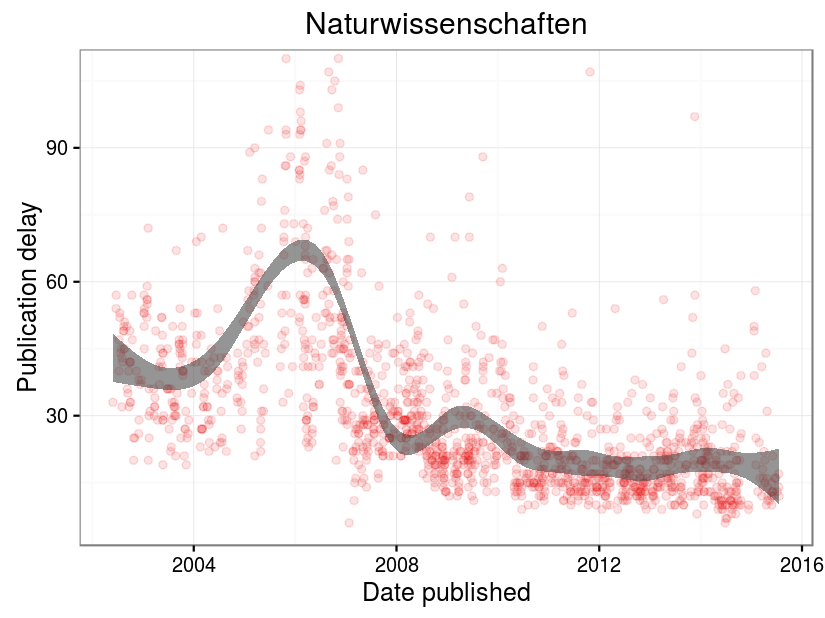 Naturwissenschaften
Publication delay
90
60
30
2004
2008
2012
2016
Date published